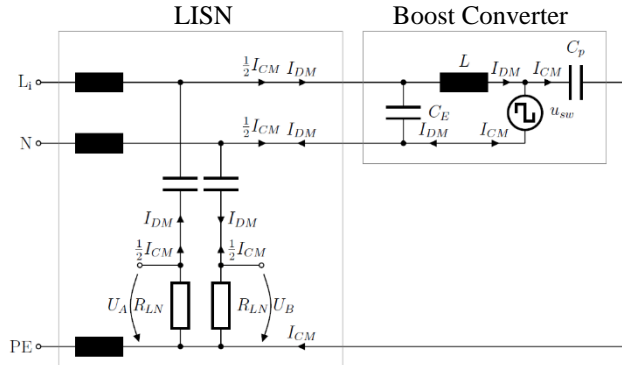 LISN
Boost Converter
½I_CM I_DM
L
I_DM
I_CM
C_p
L_i
C_E
u_sw
½I_CM I_DM
I_DM
I_CM
N
I_DM
I_DM
½I_CM
½I_CM
U_A R_LN
R_LN U_B
I_CM
PE